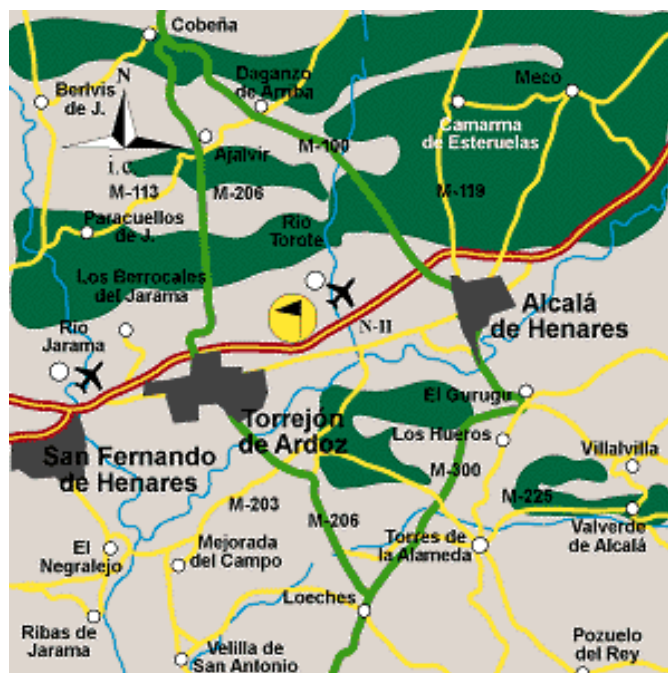 Cobeña
N
Berlvis
de J.
Daganzo
de Arriba
Meco
Camarma
de Esteruelas
Ajalvir
M-100
I.C.
M-113
M-206
M-119
Paracuellos
de J.
Rio
Torote
Los Berrocales
del Jarama
Alcalá
de Henares
N-II
Rio
Jarama
El Gurugu
Torrejón
de Ardoz
Los Hueros
Villalvilla
San Fernando
de Henares
M-300
M-225
M-203
M-206
Valverde
de Alcalá
El
Negralejo
Mejorada
del Campo
Torres de
la Alameda
Loeches
Ribas de
Jarama
Velilla de
San Antonio
Pozuelo
del Rey